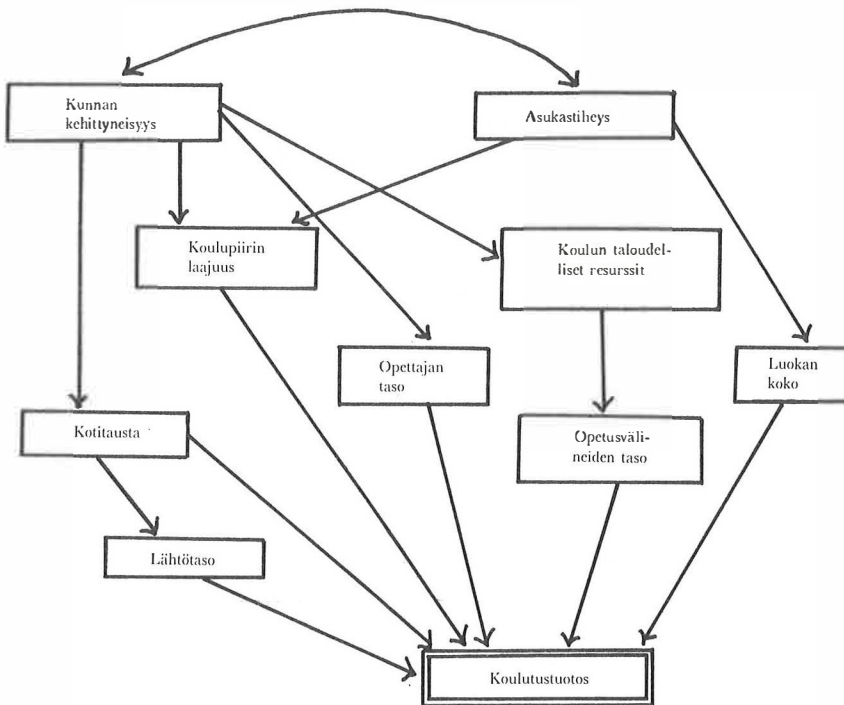 Kunnan
kehittyneisyys
Asukastiheys
Koulupiirin
laajuus
Koulun taloudel-
liset resurssit
Opettajan
taso
Luokan
koko
Kotitausta
Opetusväli-
neiden taso
Lähtötaso
Koulutustuotos